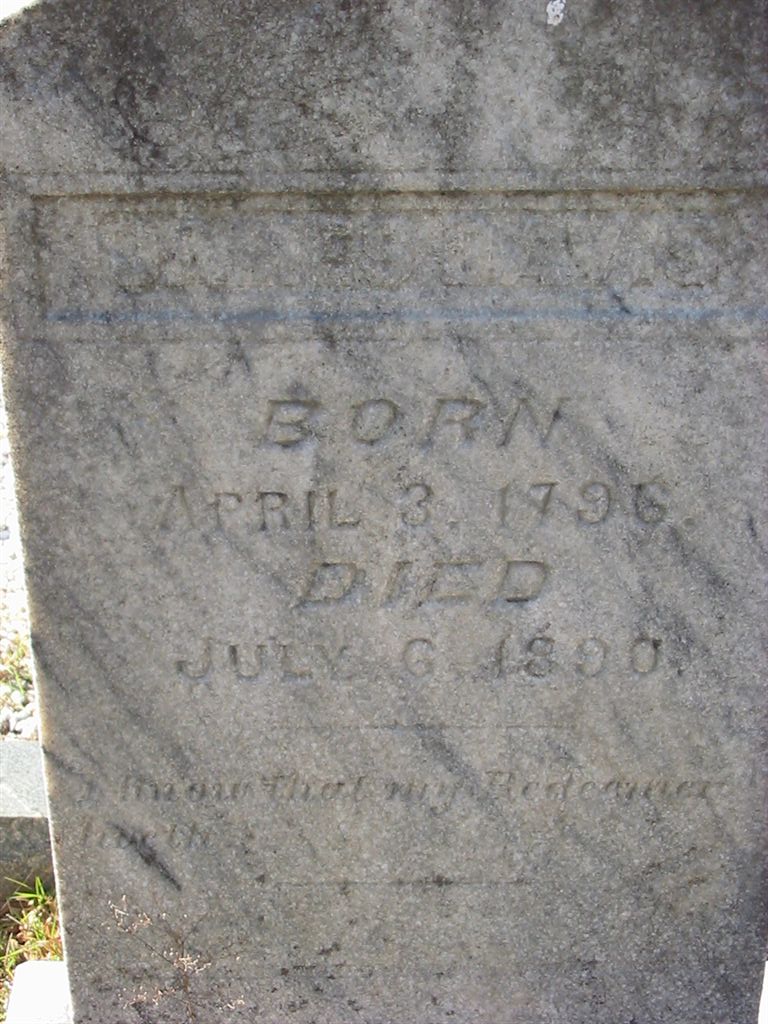 BORN
APRIL 3. 1796.
DIED
JULY 6. 1890.
I know that my Redeemer
liveth.